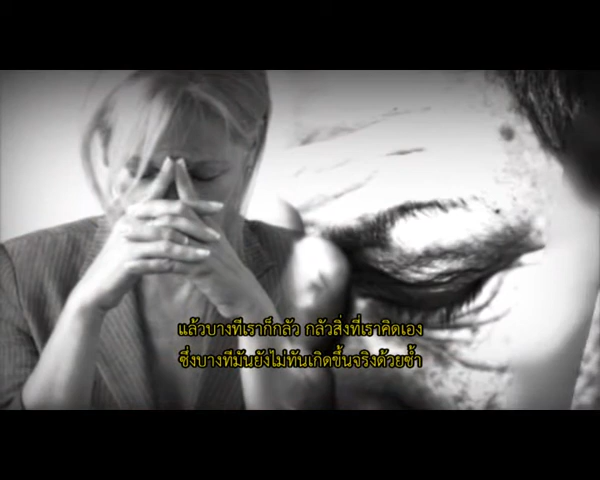 แล้วบางทีเราก็กลัว กลัวสิ่งที่เราคิดเอง
ซึ่งบางทีมันยังไม่ทันเกิดขึ้นจริงด้วยซ้ำ